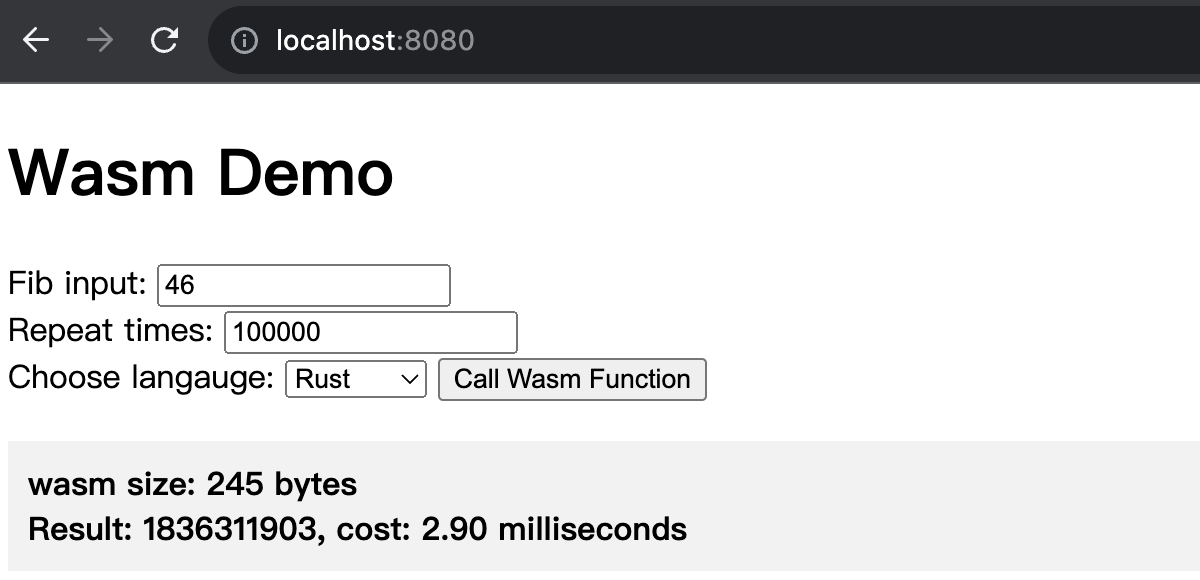 localhost:8080
Wasm Demo
Fib input: 46
Repeat times: 100000
Choose langauge: Rust Call Wasm Function
wasm size: 245 bytes
Result: 1836311903, cost: 2.90 milliseconds